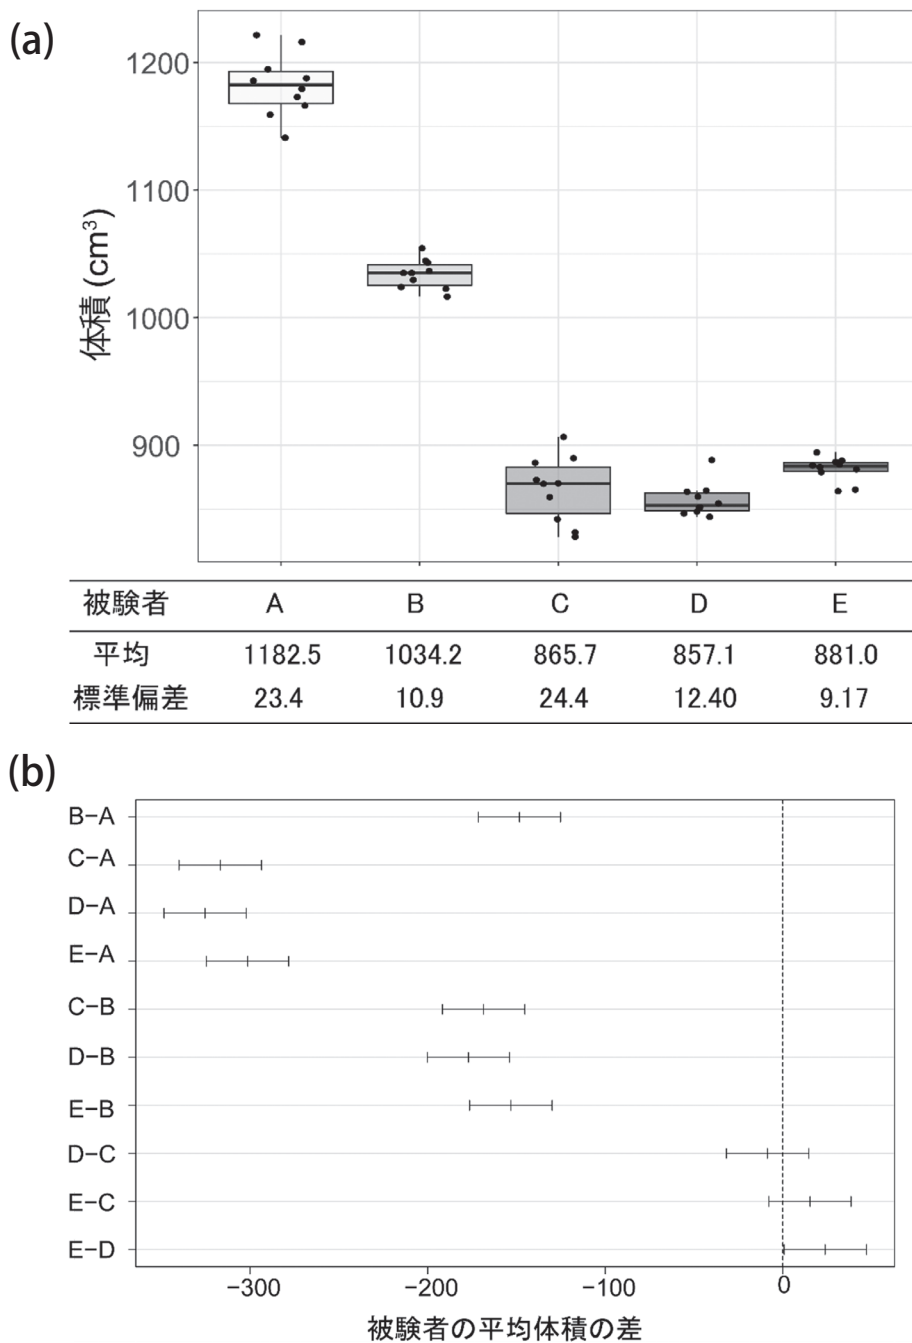 (a)
1200
1100
1000
900
体積 (cm³)
被験者 A B C D E
平均 1182.5 1034.2 865.7 857.1 881.0
標準偏差 23.4 10.9 24.4 12.40 9.17
(b)
B−A
C−A
D−A
E−A
C−B
D−B
E−B
D−C
E−C
E−D
−300 −200 −100 0
被験者の平均体積の差